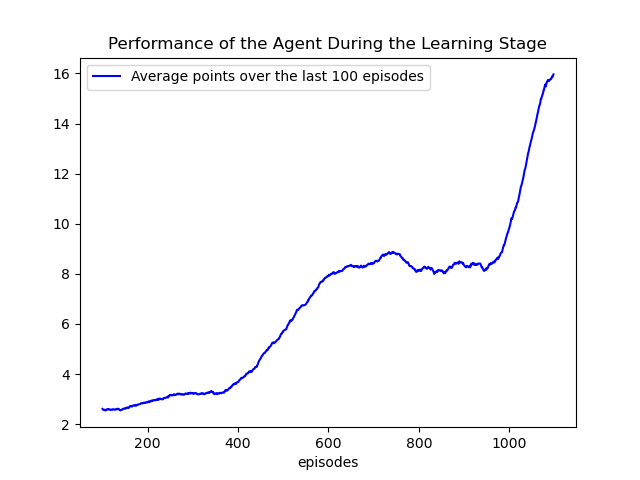 Performance of the Agent During the Learning Stage
Average points over the last 100 episodes
16
14
12
10
8
6
4
2
200 400 600 800 1000
episodes